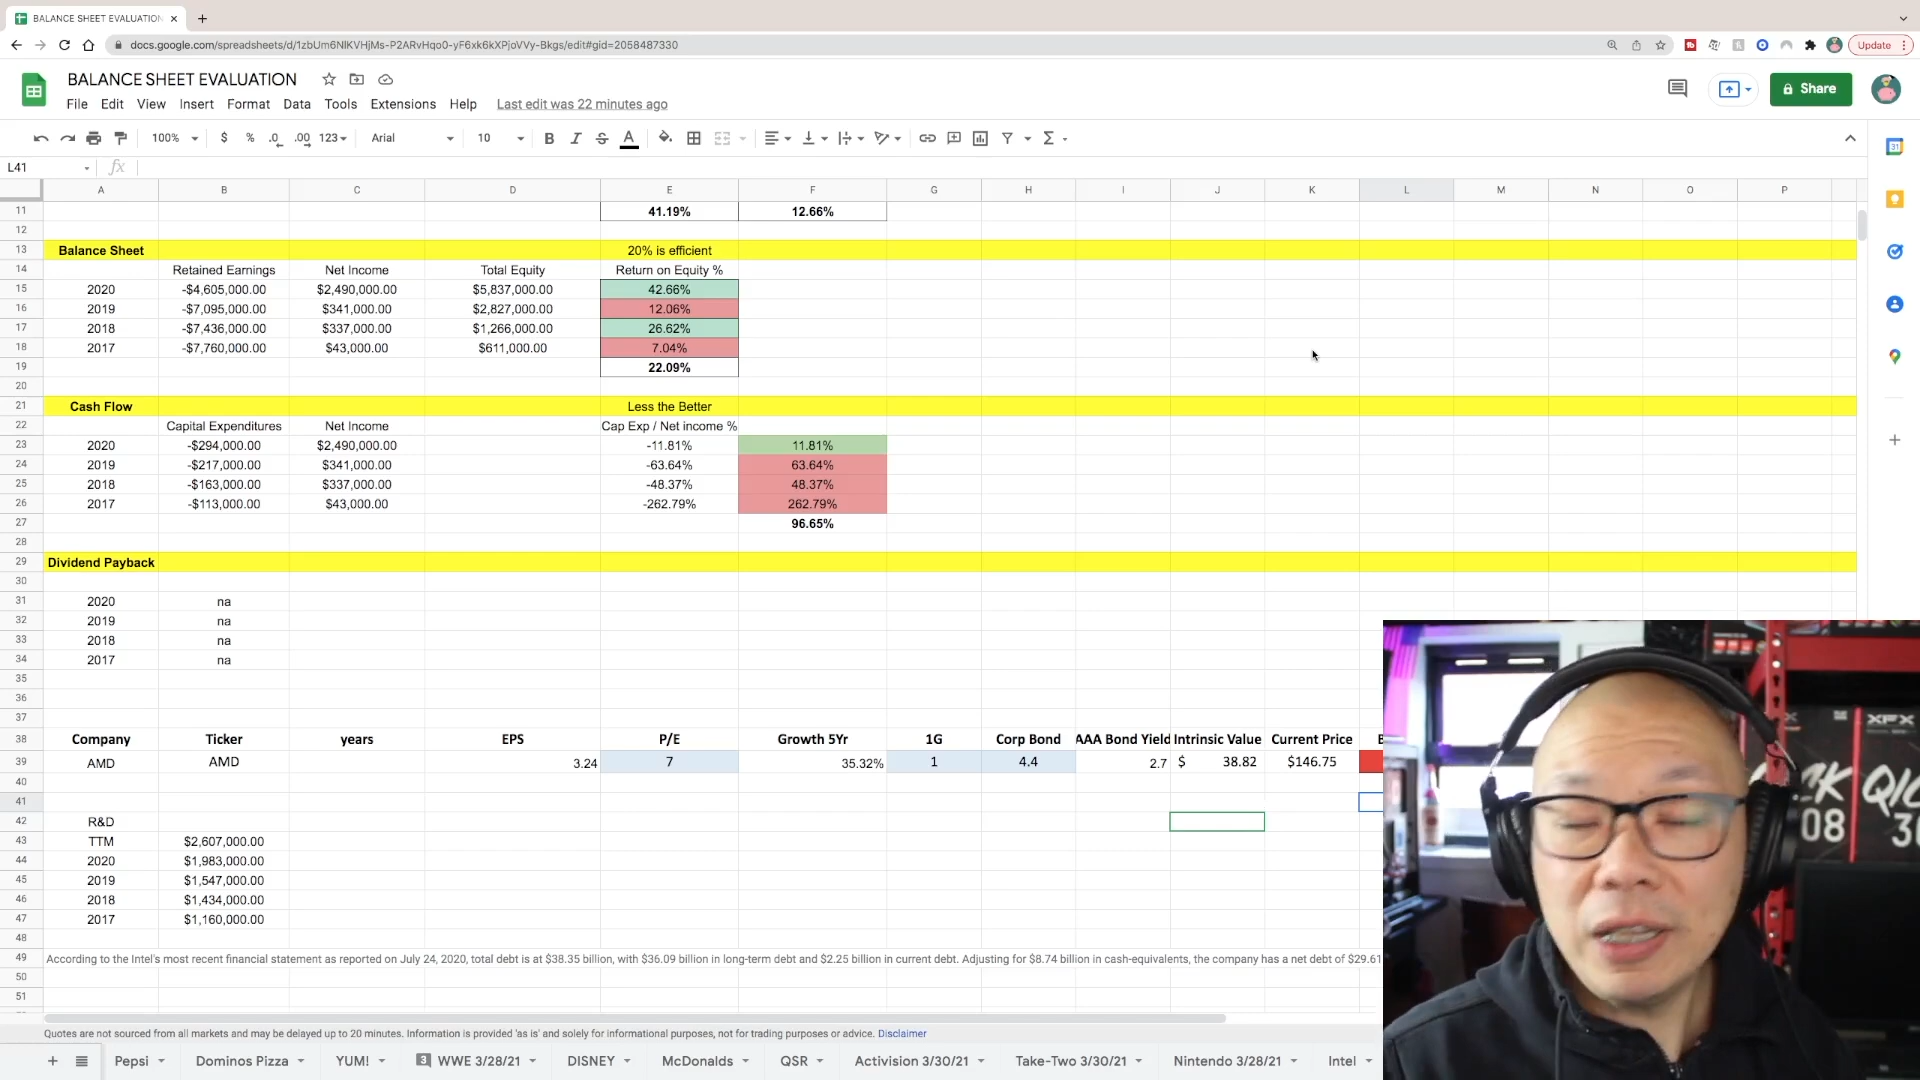 BALANCE SHEET EVALUATION
docs.google.com/spreadsheets/d/1zbUm6NlKVHjMs-P2ARvHqo0-yF6xk6kXPjoVVy-Bkgs/edit#gid=2058487330
Update
BALANCE SHEET EVALUATION
File Edit View Insert Format Data Tools Extensions Help Last edit was 22 minutes ago
Share
100% $ % .0 .00 123 Arial 10 B I S A
L41 fx
A B C D E F G H I J K L M N O P
11 41.19% 12.66%
12
13 Balance Sheet 20% is efficient
14 Retained Earnings Net Income Total Equity Return on Equity %
15 2020 -$4,605,000.00 $2,490,000.00 $5,837,000.00 42.66%
16 2019 -$7,095,000.00 $341,000.00 $2,827,000.00 12.06%
17 2018 -$7,436,000.00 $337,000.00 $1,266,000.00 26.62%
18 2017 -$7,760,000.00 $43,000.00 $611,000.00 7.04%
19 22.09%
20
21 Cash Flow Less the Better
22 Capital Expenditures Net Income Cap Exp / Net income %
23 2020 -$294,000.00 $2,490,000.00 -11.81% 11.81%
24 2019 -$217,000.00 $341,000.00 -63.64% 63.64%
25 2018 -$163,000.00 $337,000.00 -48.37% 48.37%
26 2017 -$113,000.00 $43,000.00 -262.79% 262.79%
27 96.65%
28
29 Dividend Payback
30
31 2020 na
32 2019 na
33 2018 na
34 2017 na
35
36
37
38 Company Ticker years EPS P/E Growth 5Yr 1G Corp Bond AAA Bond Yield Intrinsic Value Current Price
39 AMD AMD 3.24 7 35.32% 1 4.4 2.7 $ 38.82 $146.75
40
41
42 R&D
43 TTM $2,607,000.00
44 2020 $1,983,000.00
45 2019 $1,547,000.00
46 2018 $1,434,000.00
47 2017 $1,160,000.00
48
49 According to the Intel's most recent financial statement as reported on July 24, 2020, total debt is at $38.35 billion, with $36.09 billion in long-term debt and $2.25 billion in current debt. Adjusting for $8.74 billion in cash-equivalents, the company has a net debt of $29.61
50
51
XFX
08
Quotes are not sourced from all markets and may be delayed up to 20 minutes. Information is provided 'as is' and solely for informational purposes, not for trading purposes or advice. Disclaimer
Pepsi Dominos Pizza YUM! 3 WWE 3/28/21 DISNEY McDonalds QSR Activision 3/30/21 Take-Two 3/30/21 Nintendo 3/28/21 Intel